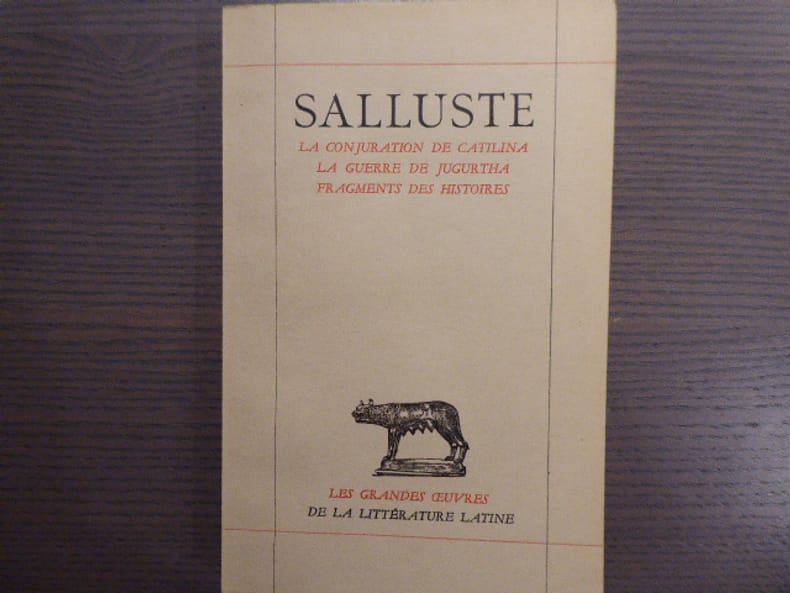 SALLUSTE
LA CONJURATION DE CATILINA
LA GUERRE DE JUGURTHA
FRAGMENTS DES HISTOIRES
LES GRANDES ŒUVRES
DE LA LITTÉRATURE LATINE